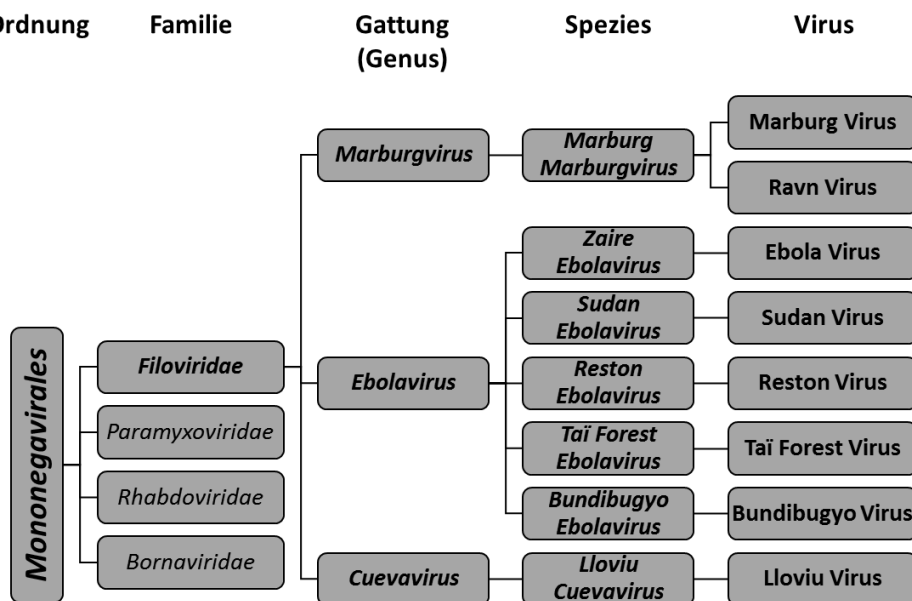 Ordnung Familie Gattung Spezies Virus
(Genus)
Marburg Virus
Marburgvirus
Marburg
Marburgvirus
Ravn Virus
Zaire
Ebolavirus
Ebola Virus
Sudan
Ebolavirus
Sudan Virus
Mononegavirales
Filoviridae
Ebolavirus
Reston
Ebolavirus
Reston Virus
Paramyxoviridae
Taï Forest
Ebolavirus
Taï Forest Virus
Rhabdoviridae
Bundibugyo
Ebolavirus
Bundibugyo Virus
Bornaviridae
Cuevavirus
Lloviu
Cuevavirus
Lloviu Virus